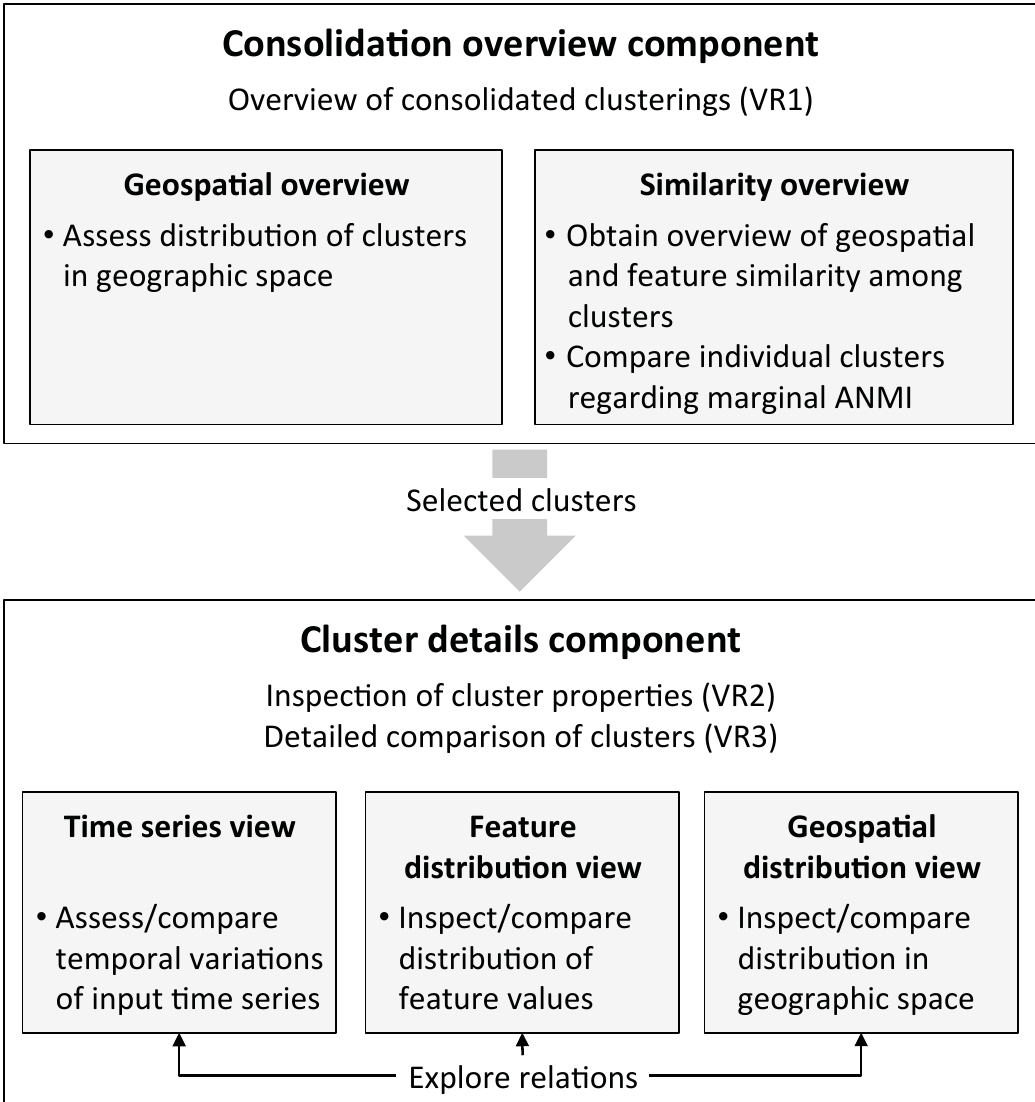 Consolidation overview component
Overview of consolidated clusterings (VR1)
Geospatial overview
• Assess distribution of clusters
in geographic space
Similarity overview
• Obtain overview of geospatial
and feature similarity among
clusters
• Compare individual clusters
regarding marginal ANMI
Selected clusters
Cluster details component
Inspection of cluster properties (VR2)
Detailed comparison of clusters (VR3)
Time series view
• Assess/compare
temporal variations
of input time series
Feature
distribution view
• Inspect/compare
distribution of
feature values
Geospatial
distribution view
• Inspect/compare
distribution in
geographic space
Explore relations